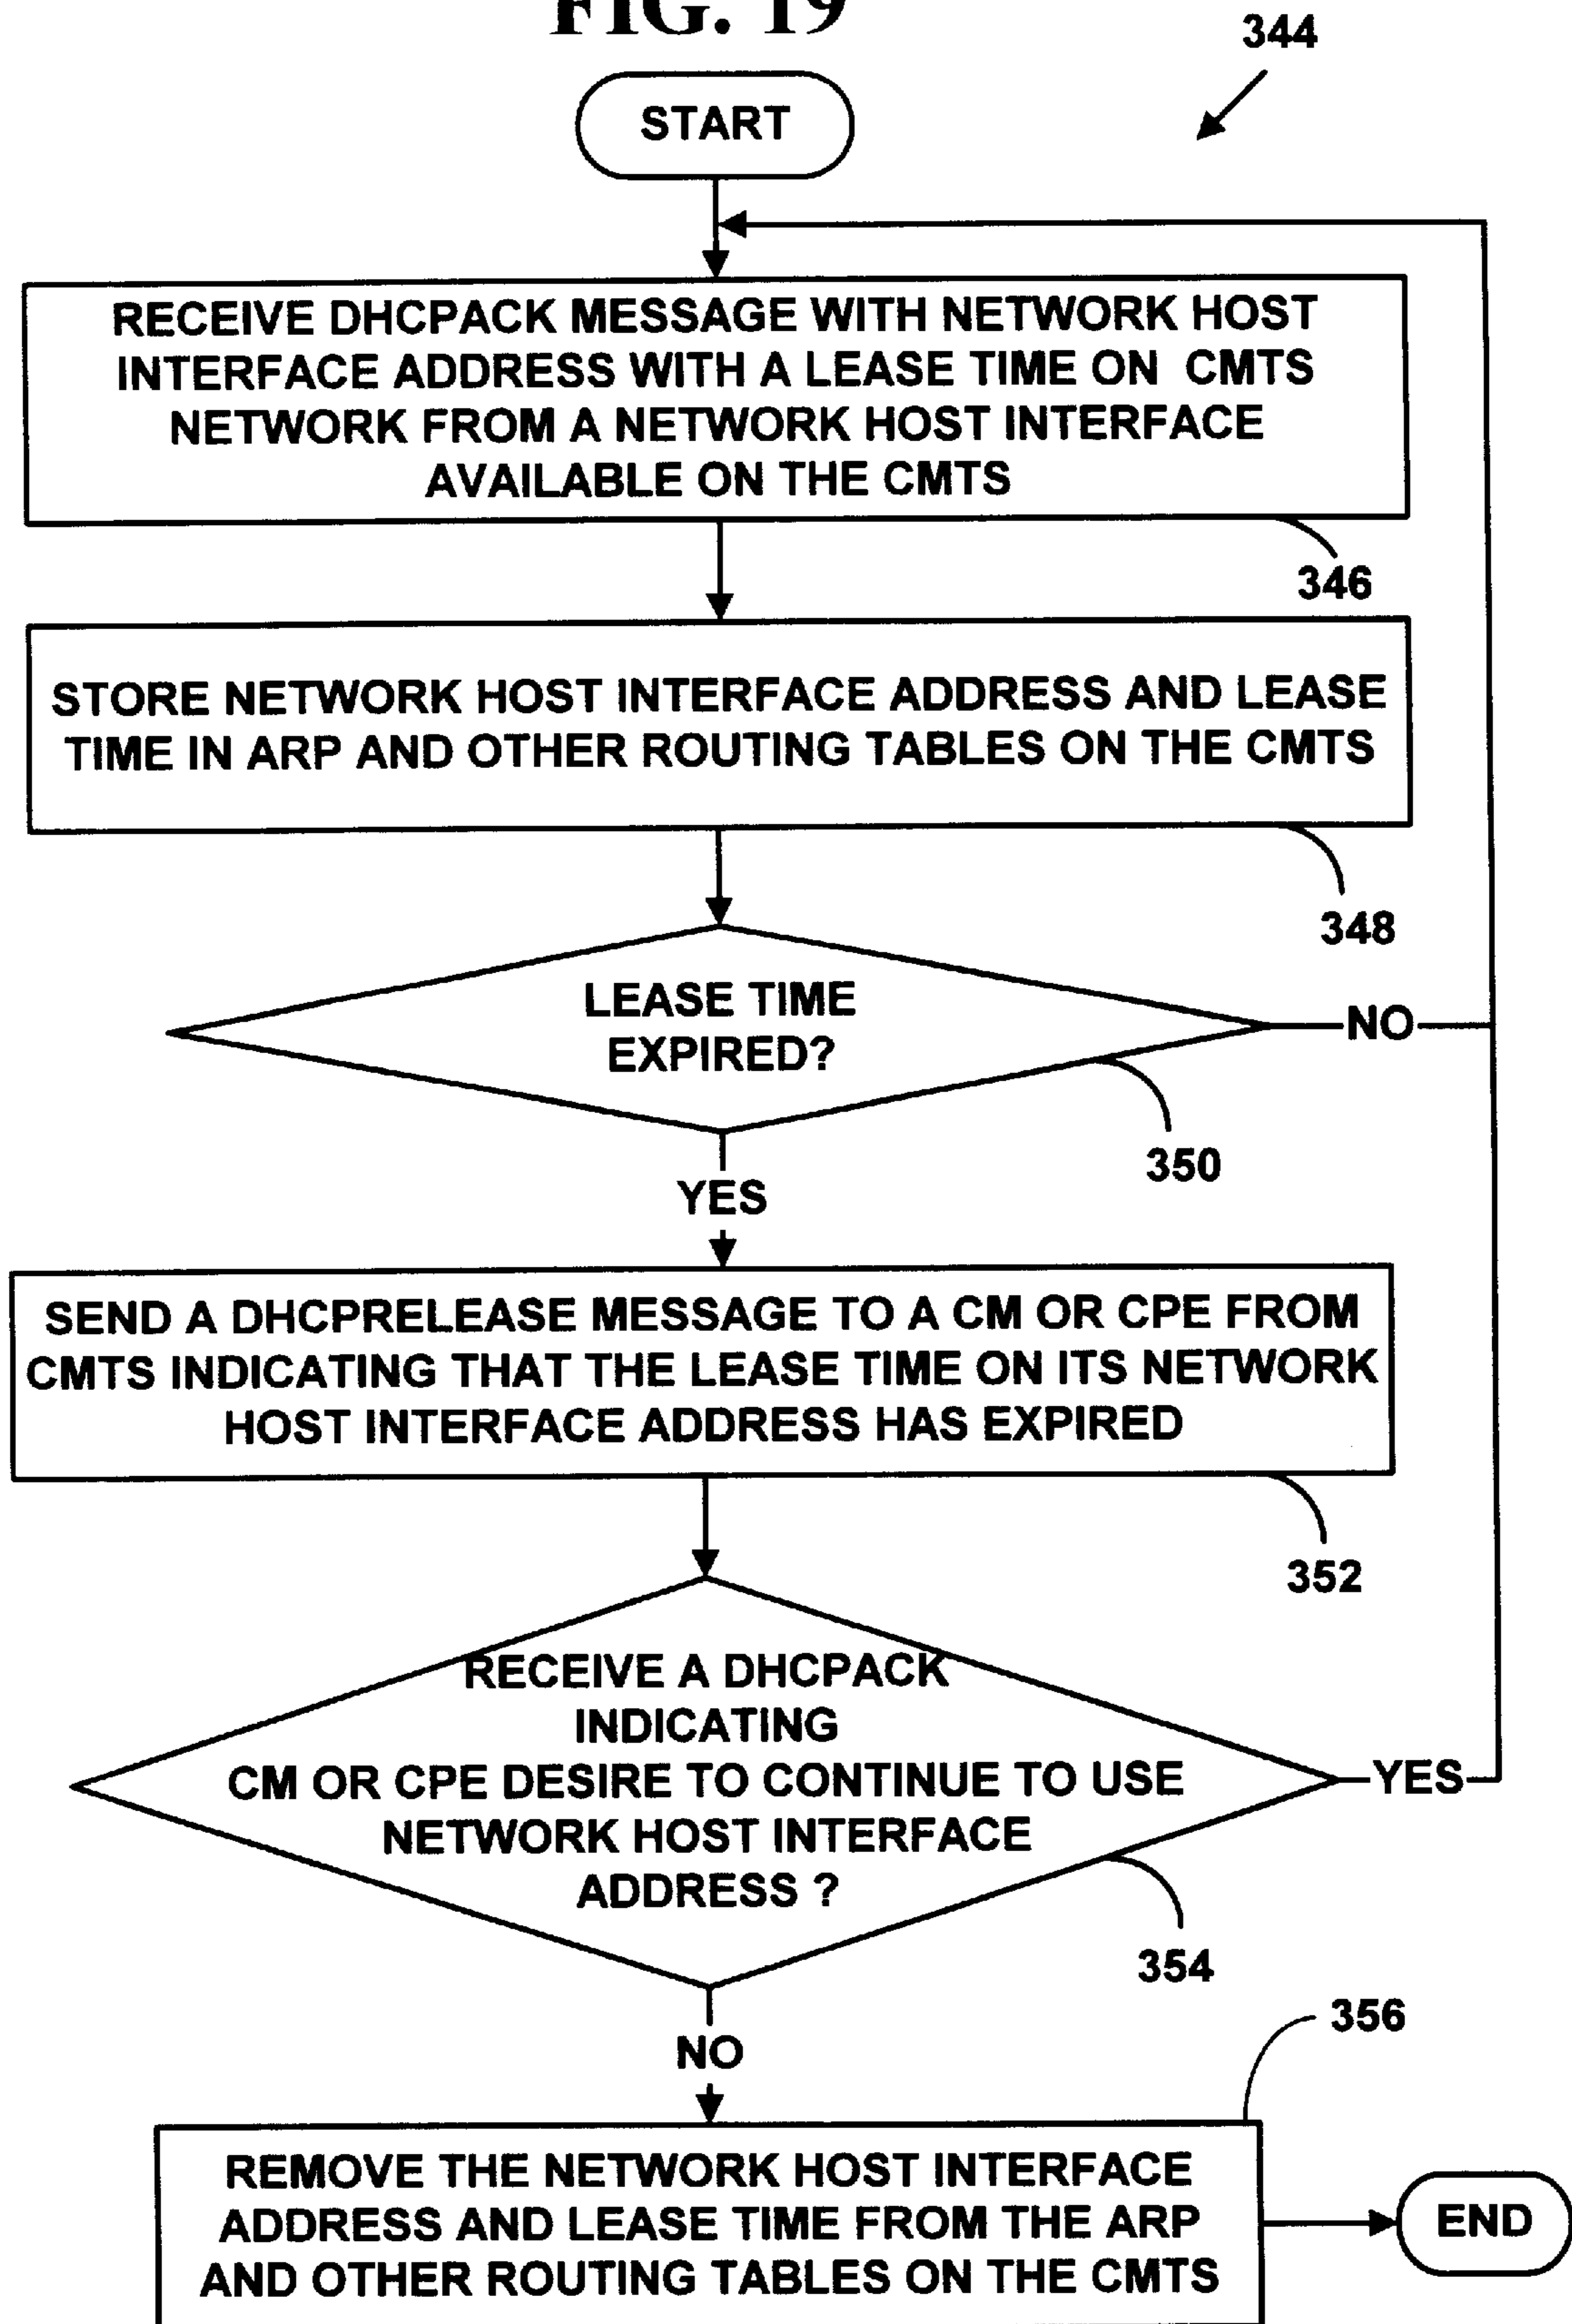 FIG. 19
344
START
RECEIVE DHCPACK MESSAGE WITH NETWORK HOST
INTERFACE ADDRESS WITH A LEASE TIME ON CMTS
NETWORK FROM A NETWORK HOST INTERFACE
AVAILABLE ON THE CMTS
346
STORE NETWORK HOST INTERFACE ADDRESS AND LEASE
TIME IN ARP AND OTHER ROUTING TABLES ON THE CMTS
348
LEASE TIME
EXPIRED?
NO
350
YES
SEND A DHCPRELEASE MESSAGE TO A CM OR CPE FROM
CMTS INDICATING THAT THE LEASE TIME ON ITS NETWORK
HOST INTERFACE ADDRESS HAS EXPIRED
352
RECEIVE A DHCPACK
INDICATING
CM OR CPE DESIRE TO CONTINUE TO USE
NETWORK HOST INTERFACE
ADDRESS ?
YES
354
NO
356
REMOVE THE NETWORK HOST INTERFACE
ADDRESS AND LEASE TIME FROM THE ARP
AND OTHER ROUTING TABLES ON THE CMTS
END